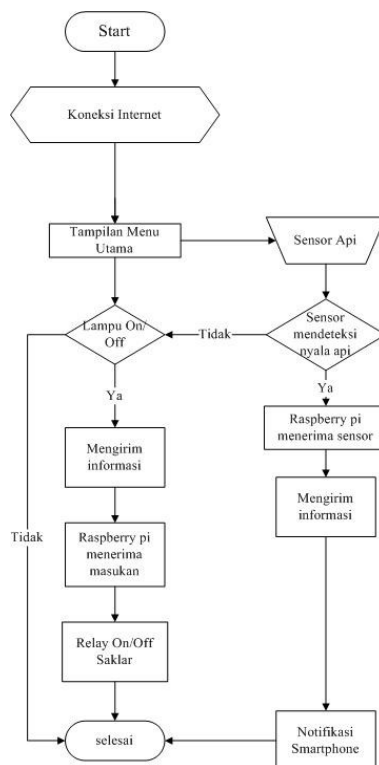 Start
Koneksi Internet
Tampilan Menu
Utama
Sensor Api
Lampu On/
Off
Tidak
Sensor
mendeteksi
nyala api
Ya
Ya
Raspberry pi
menerima sensor
Mengirim
informasi
Mengirim
informasi
Tidak
Raspberry pi
menerima
masukan
Relay On/Off
Saklar
selesai
Notifikasi
Smartphone